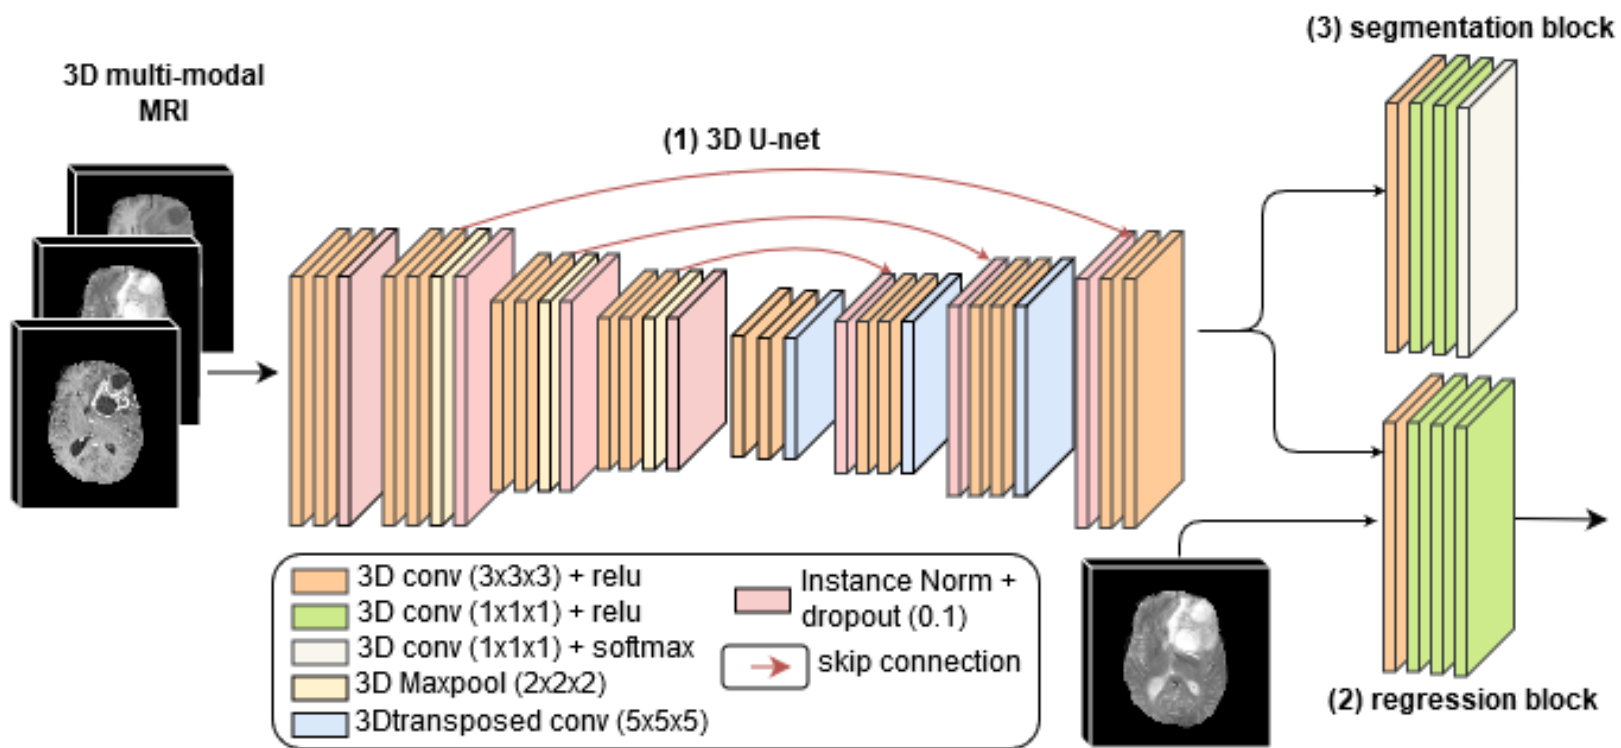 (3) segmentation block
3D multi-modal
MRI
(1) 3D U-net
3D conv (3x3x3) + relu
3D conv (1x1x1) + relu
3D conv (1x1x1) + softmax
3D Maxpool (2x2x2)
3Dtransposed conv (5x5x5)
Instance Norm +
dropout (0.1)
skip connection
(2) regression block